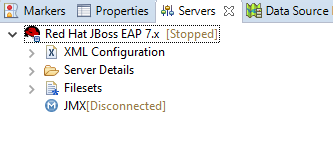 Markers Properties Servers Data Source
Red Hat JBoss EAP 7.x [Stopped]
XML Configuration
Server Details
Filesets
JMX[Disconnected]